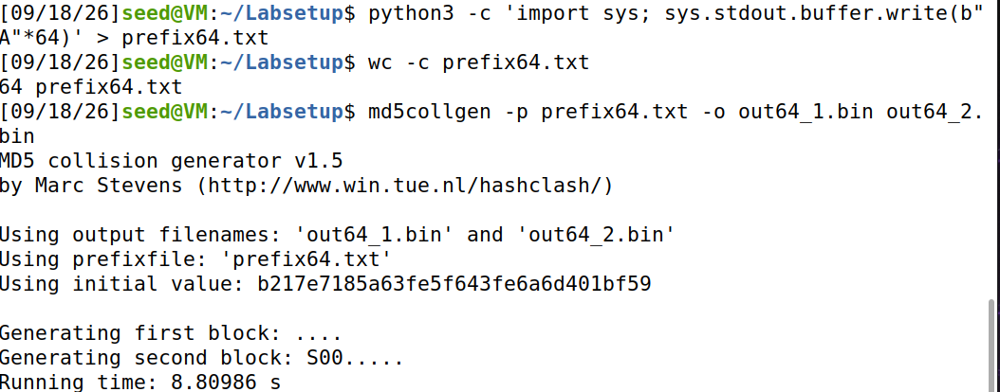 [09/18/26]seed@VM:~/Labsetup$ python3 -c 'import sys; sys.stdout.buffer.write(b"
A"*64)' > prefix64.txt
[09/18/26]seed@VM:~/Labsetup$ wc -c prefix64.txt
64 prefix64.txt
[09/18/26]seed@VM:~/Labsetup$ md5collgen -p prefix64.txt -o out64_1.bin out64_2.
bin
MD5 collision generator v1.5
by Marc Stevens (http://www.win.tue.nl/hashclash/)

Using output filenames: 'out64_1.bin' and 'out64_2.bin'
Using prefixfile: 'prefix64.txt'
Using initial value: b217e7185a63fe5f643fe6a6d401bf59

Generating first block: ....
Generating second block: S00.....
Running time: 8.80986 s